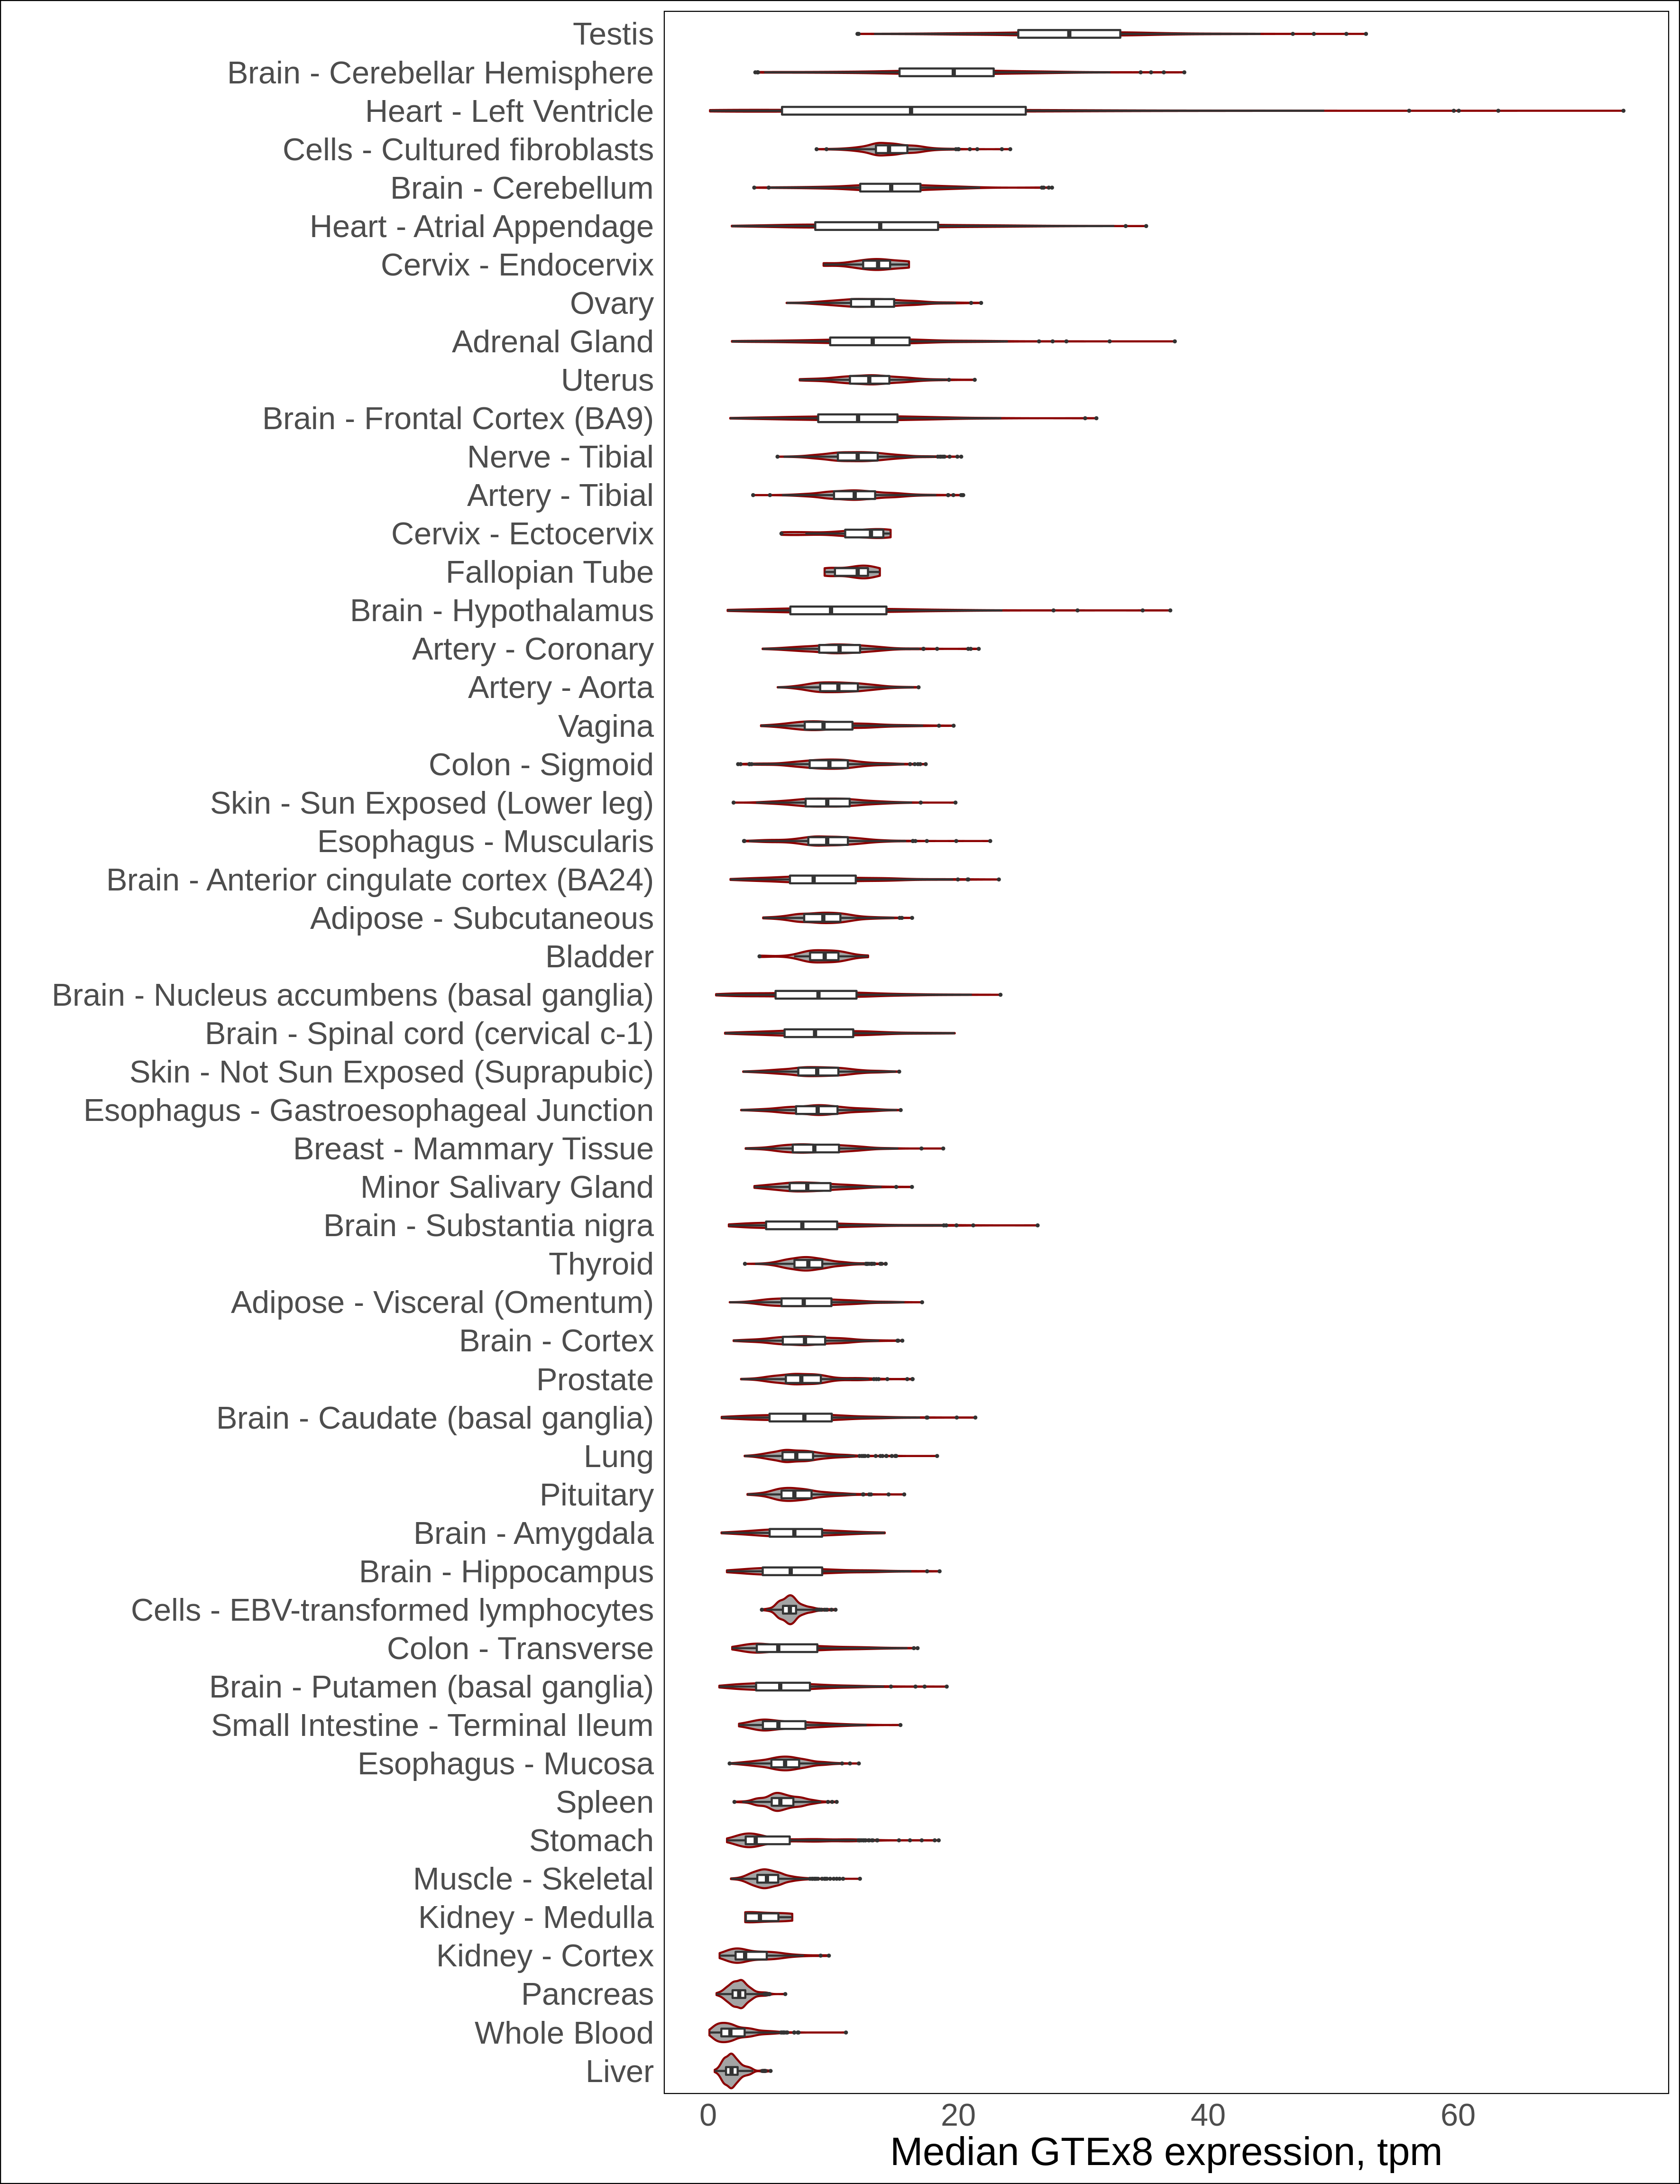 Testis
Brain - Cerebellar Hemisphere
Heart - Left Ventricle
Cells - Cultured fibroblasts
Brain - Cerebellum
Heart - Atrial Appendage
Cervix - Endocervix
Ovary
Adrenal Gland
Uterus
Brain - Frontal Cortex (BA9)
Nerve - Tibial
Artery - Tibial
Cervix - Ectocervix
Fallopian Tube
Brain - Hypothalamus
Artery - Coronary
Artery - Aorta
Vagina
Colon - Sigmoid
Skin - Sun Exposed (Lower leg)
Esophagus - Muscularis
Brain - Anterior cingulate cortex (BA24)
Adipose - Subcutaneous
Bladder
Brain - Nucleus accumbens (basal ganglia)
Brain - Spinal cord (cervical c-1)
Skin - Not Sun Exposed (Suprapubic)
Esophagus - Gastroesophageal Junction
Breast - Mammary Tissue
Minor Salivary Gland
Brain - Substantia nigra
Thyroid
Adipose - Visceral (Omentum)
Brain - Cortex
Prostate
Brain - Caudate (basal ganglia)
Lung
Pituitary
Brain - Amygdala
Brain - Hippocampus
Cells - EBV-transformed lymphocytes
Colon - Transverse
Brain - Putamen (basal ganglia)
Small Intestine - Terminal Ileum
Esophagus - Mucosa
Spleen
Stomach
Muscle - Skeletal
Kidney - Medulla
Kidney - Cortex
Pancreas
Whole Blood
Liver
0 20 40 60
Median GTEx8 expression, tpm